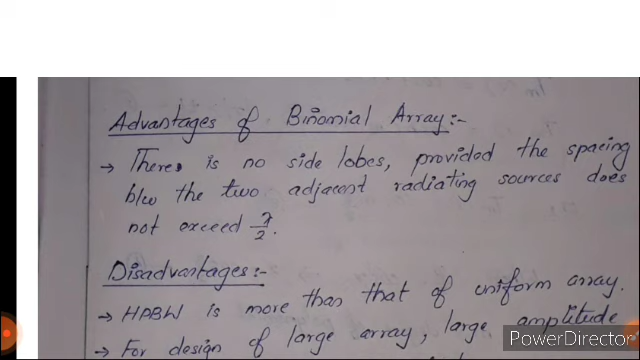 Advantages of Binomial Array:-
→ There is no side lobes, provided the spacing
b/w the two adjacent radiating sources does
not exceed λ/2.
Disadvantages:-
→ HPBW is more than that of uniform array.
→ For design of large array, large amplitude
PowerDirector